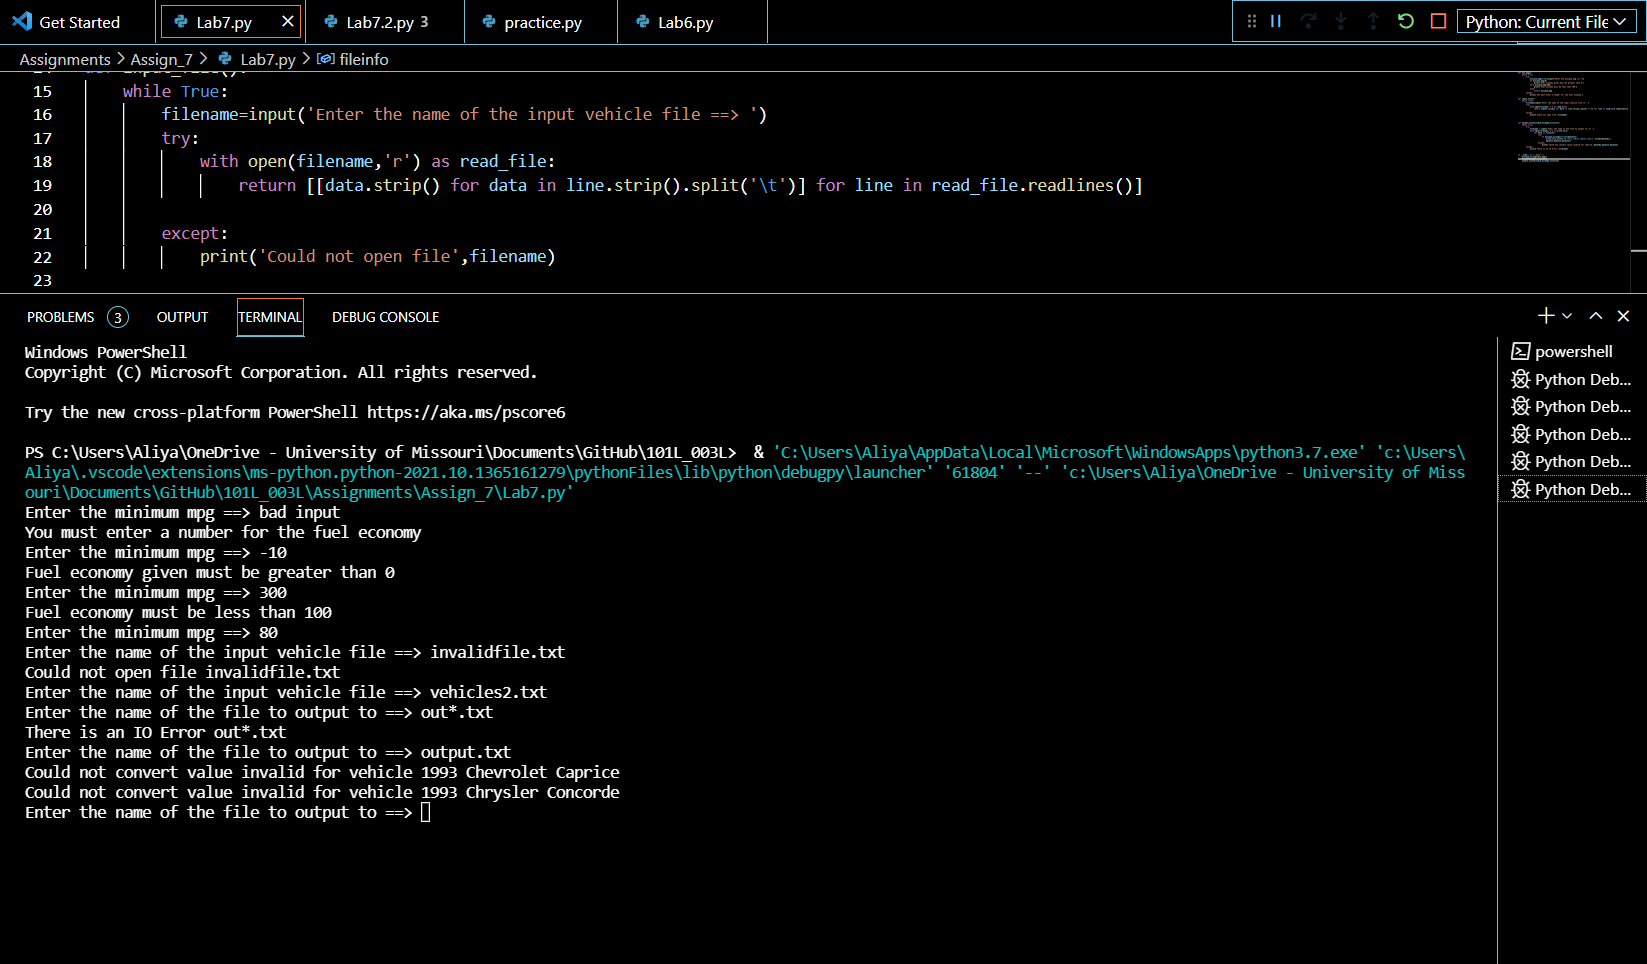 Get Started
Lab7.py
Lab7.2.py 3
practice.py
Lab6.py
Python: Current File
Assignments > Assign_7 > Lab7.py > fileinfo
15 while True:
16 filename=input('Enter the name of the input vehicle file ==> ')
17 try:
18 with open(filename,'r') as read_file:
19 return [[data.strip() for data in line.strip().split('\t')] for line in read_file.readlines()]
20
21 except:
22 print('Could not open file',filename)
23
PROBLEMS 3 OUTPUT TERMINAL DEBUG CONSOLE
Windows PowerShell
Copyright (C) Microsoft Corporation. All rights reserved.
Try the new cross-platform PowerShell https://aka.ms/pscore6
PS C:\Users\Aliya\OneDrive - University of Missouri\Documents\GitHub\101L_003L> & 'C:\Users\Aliya\AppData\Local\Microsoft\WindowsApps\python3.7.exe' 'c:\Users\
Aliya\.vscode\extensions\ms-python.python-2021.10.1365161279\pythonFiles\lib\python\debugpy\launcher' '61804' '--' 'c:\Users\Aliya\OneDrive - University of Miss
ouri\Documents\GitHub\101L_003L\Assignments\Assign_7\Lab7.py'
Enter the minimum mpg ==> bad input
You must enter a number for the fuel economy
Enter the minimum mpg ==> -10
Fuel economy given must be greater than 0
Enter the minimum mpg ==> 300
Fuel economy must be less than 100
Enter the minimum mpg ==> 80
Enter the name of the input vehicle file ==> invalidfile.txt
Could not open file invalidfile.txt
Enter the name of the input vehicle file ==> vehicles2.txt
Enter the name of the file to output to ==> out*.txt
There is an IO Error out*.txt
Enter the name of the file to output to ==> output.txt
Could not convert value invalid for vehicle 1993 Chevrolet Caprice
Could not convert value invalid for vehicle 1993 Chrysler Concorde
Enter the name of the file to output to ==>
powershell
Python Deb...
Python Deb...
Python Deb...
Python Deb...
Python Deb...